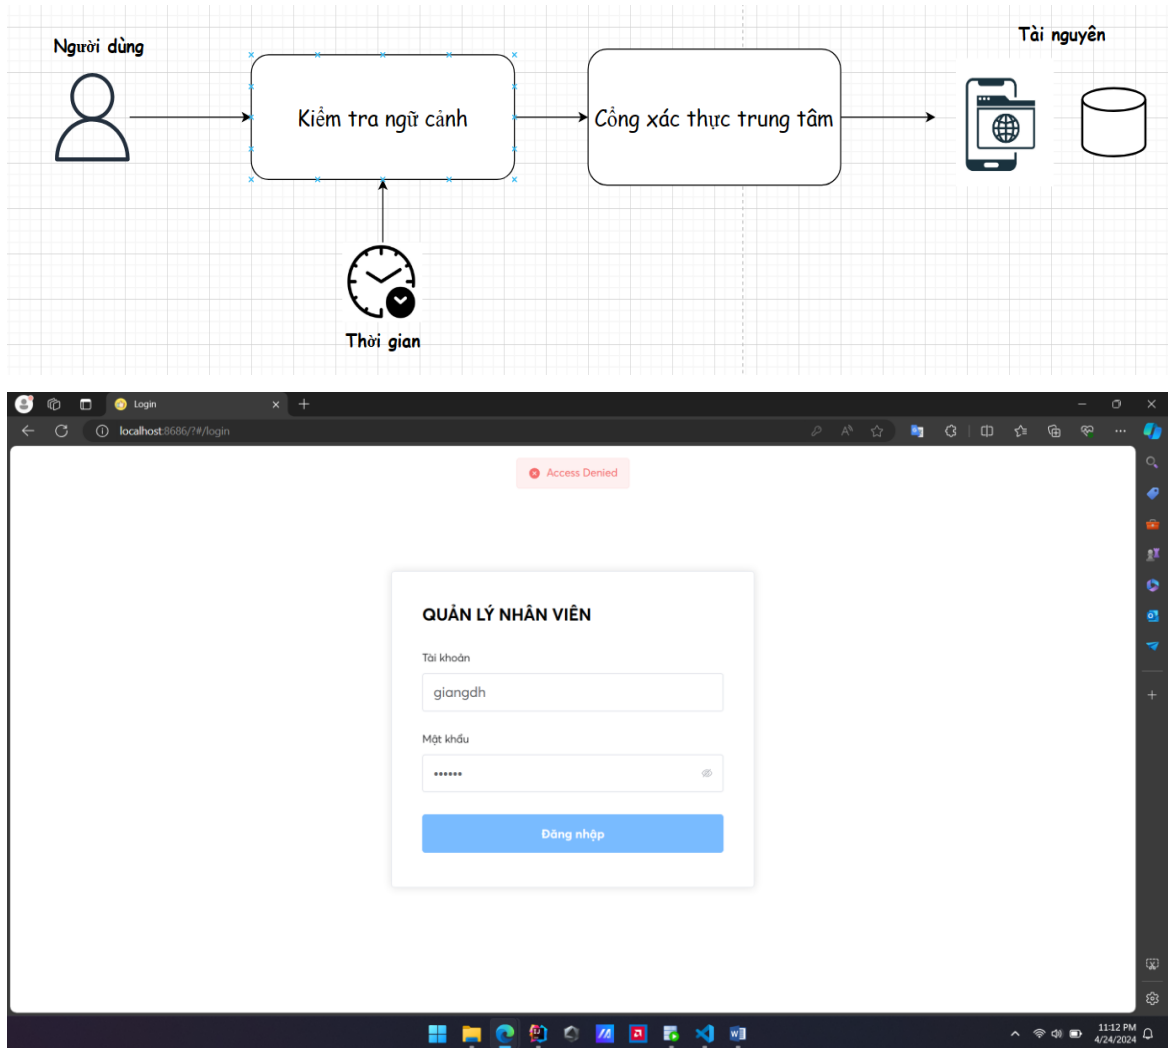 Người dùng
Tài nguyên
Kiểm tra ngữ cảnh
Cổng xác thực trung tâm
Thời gian
Login
localhost:8686/?#/login
Access Denied
QUẢN LÝ NHÂN VIÊN
Tài khoản
giangdh
Mật khẩu
Đăng nhập
11:12 PM
4/24/2024